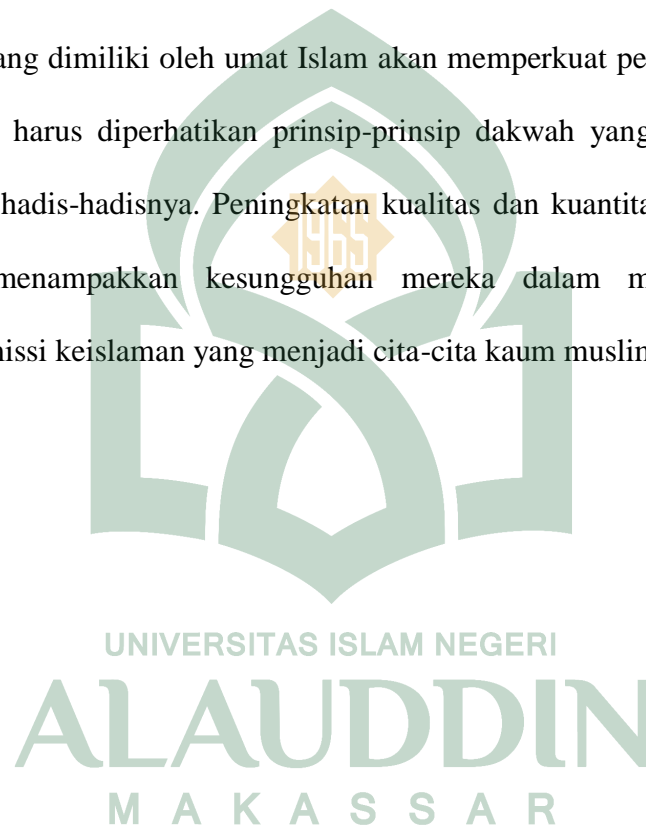 ang dimiliki oleh umat Islam akan memperkuat pe
harus diperhatikan prinsip-prinsip dakwah yang
hadis-hadisnya. Peningkatan kualitas dan kuantita
1965
menampakkan kesungguhan mereka dalam m
issi keislaman yang menjadi cita-cita kaum muslim
UNIVERSITAS ISLAM NEGERI
ALAUDDIN
MAKASSAR